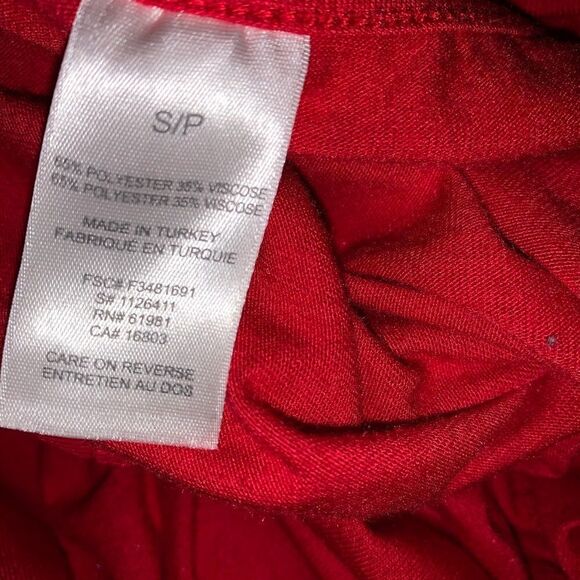 S/P
65% POLYESTER 35% VISCOSE
65% POLYESTER 35% VISCOSE
MADE IN TURKEY
FABRIQUÉ EN TURQUIE
FSC# F3481691
S# 1126411
RN# 61981
CA# 16803
CARE ON REVERSE
ENTRETIEN AU DOS